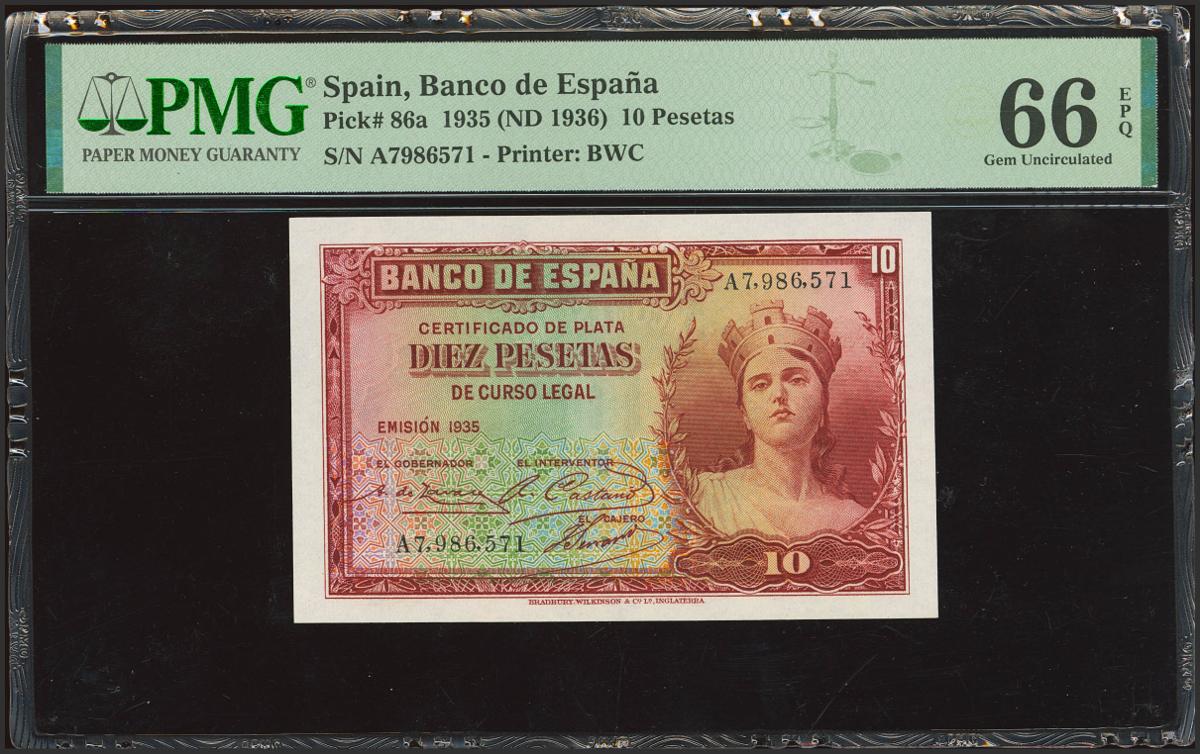 PMG®
PAPER MONEY GUARANTY
Spain, Banco de España
Pick# 86a 1935 (ND 1936) 10 Pesetas
S/N A7986571 - Printer: BWC
66 EPQ
Gem Uncirculated
10
BANCO DE ESPAÑA
A7,986,571
CERTIFICADO DE PLATA
DIEZ PESETAS
DE CURSO LEGAL
EMISIÓN 1935
EL GOBERNADOR
EL INTERVENTOR
EL CAJERO
A7,986,571
10
BRADBURY, WILKINSON & Cº Lº, INGLATERRA